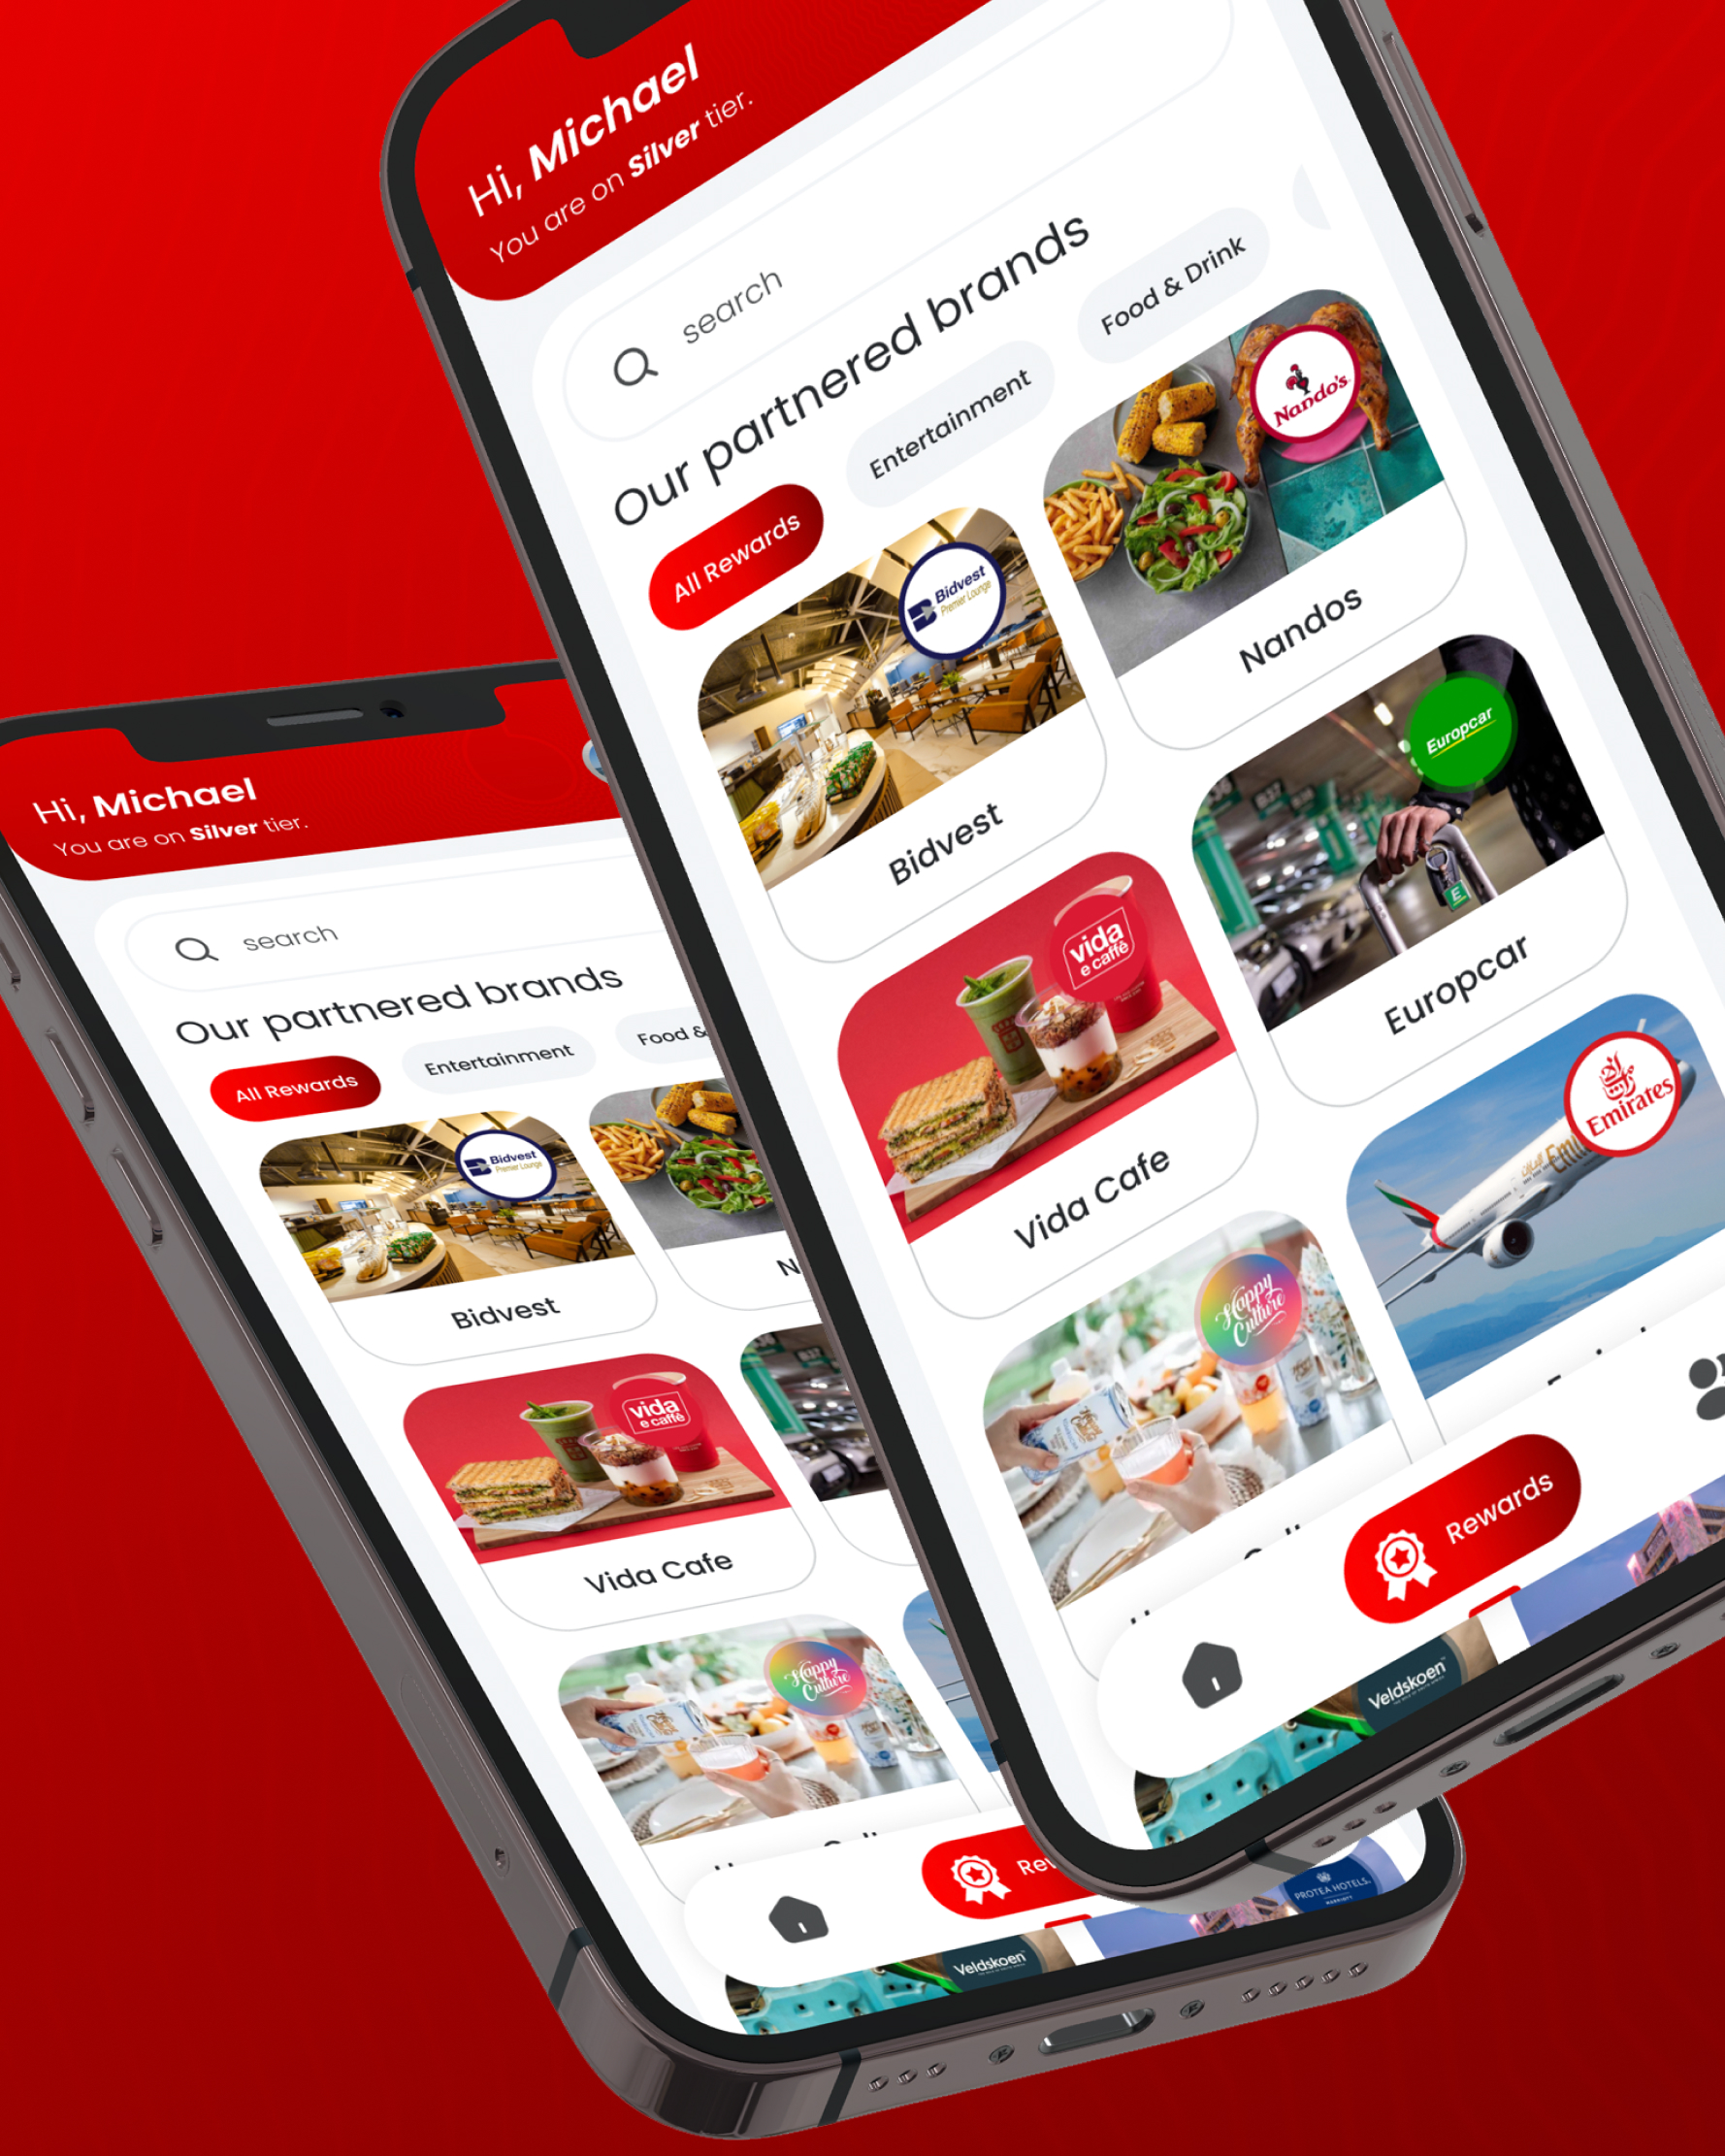 Hi, Michael
You are on Silver tier.
search
Our partnered brands
All Rewards
Entertainment
Food & Drink
Bidvest
Premier Lounge
Bidvest
Nando's
Nandos
vida
e caffè
Vida Cafe
Europcar
E
Europcar
Happy
Culture
الإمارات
Emirates
Rewards
Veldskoen
Hi, Michael
You are on Silver tier.
search
Our partnered brands
All Rewards
Entertainment
Food &
Bidvest
Premier Lounge
Bidvest
N
vida
e caffè
Vida Cafe
Happy
Culture
Rew
Veldskoen
PROTEA HOTELS.
MARRIOTT